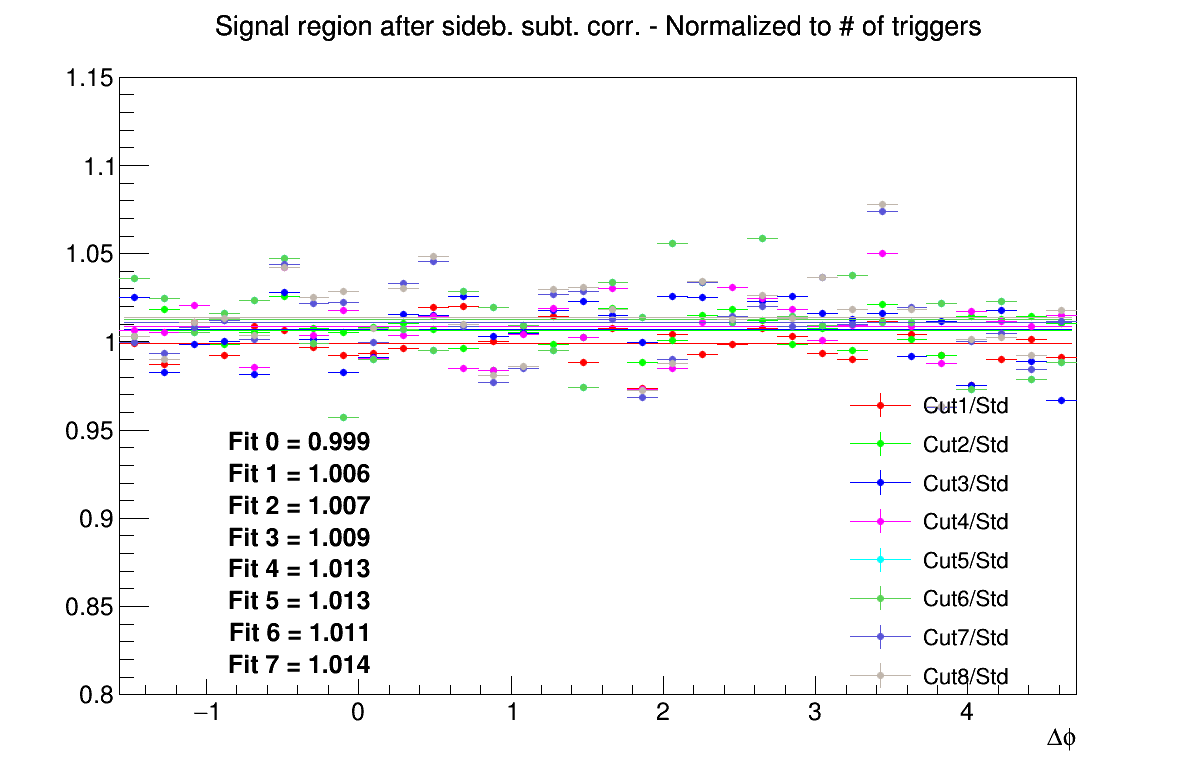 Signal region after sideb. subt. corr. - Normalized to # of triggers
1.15
1.1
1.05
1
0.95
0.9
0.85
0.8
Fit 0 = 0.999
Fit 1 = 1.006
Fit 2 = 1.007
Fit 3 = 1.009
Fit 4 = 1.013
Fit 5 = 1.013
Fit 6 = 1.011
Fit 7 = 1.014
Cut1/Std
Cut2/Std
Cut3/Std
Cut4/Std
Cut5/Std
Cut6/Std
Cut7/Std
Cut8/Std
−1 0 1 2 3 4
Δϕ